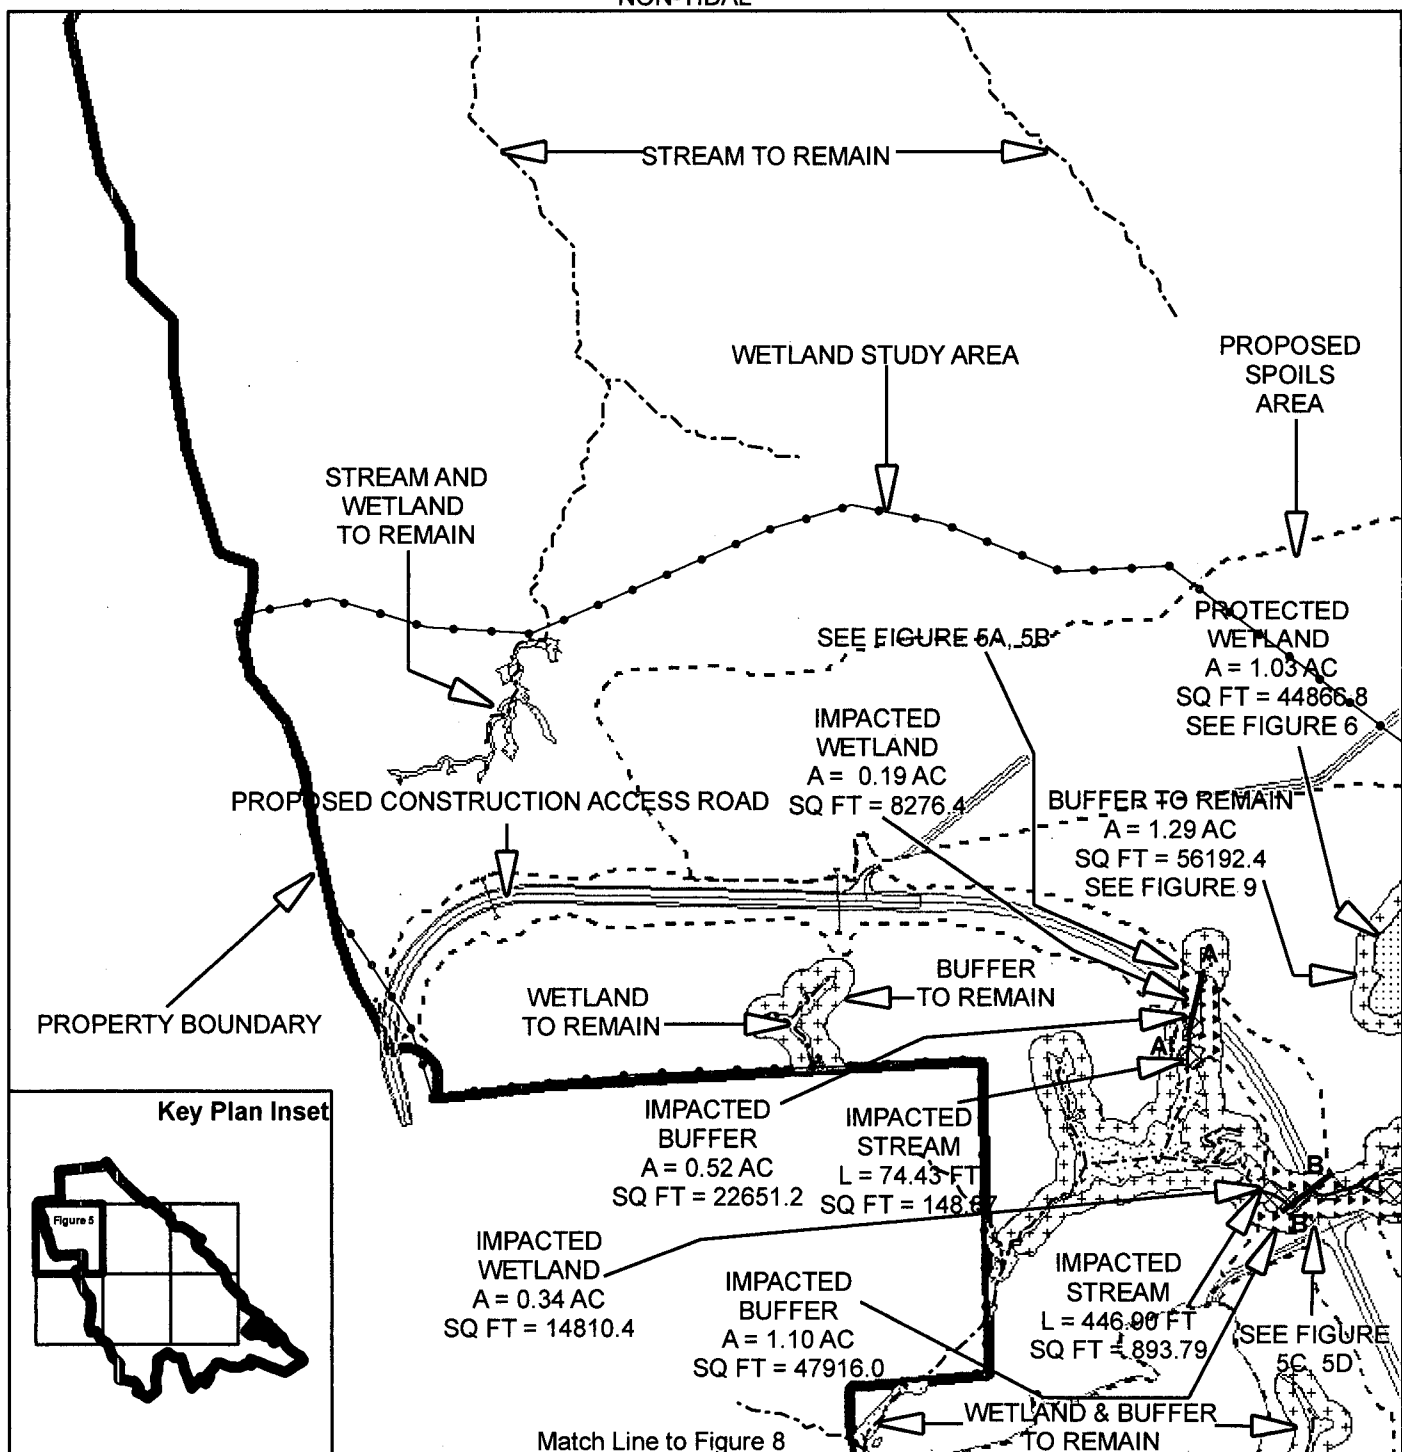 NON-TIDAL
STREAM TO REMAIN
WETLAND STUDY AREA
PROPOSED
SPOILS
AREA
STREAM AND
WETLAND
TO REMAIN
PROTECTED
WETLAND
A = 1.03 AC
SQ FT = 44866.8
SEE FIGURE 6
SEE FIGURE 5A, 5B
IMPACTED
WETLAND
A = 0.19 AC
SQ FT = 8276.4
PROPOSED CONSTRUCTION ACCESS ROAD
BUFFER TO REMAIN
A = 1.29 AC
SQ FT = 56192.4
SEE FIGURE 9
A
BUFFER
TO REMAIN
WETLAND
TO REMAIN
PROPERTY BOUNDARY
A'
Key Plan Inset
Figure 5
IMPACTED
BUFFER
A = 0.52 AC
SQ FT = 22651.2
IMPACTED
STREAM
L = 74.43 FT
SQ FT = 148.87
B
B'
IMPACTED
WETLAND
A = 0.34 AC
SQ FT = 14810.4
IMPACTED
BUFFER
A = 1.10 AC
SQ FT = 47916.0
IMPACTED
STREAM
L = 446.90 FT
SQ FT = 893.79
SEE FIGURE
5C, 5D
WETLAND & BUFFER
TO REMAIN
Match Line to Figure 8